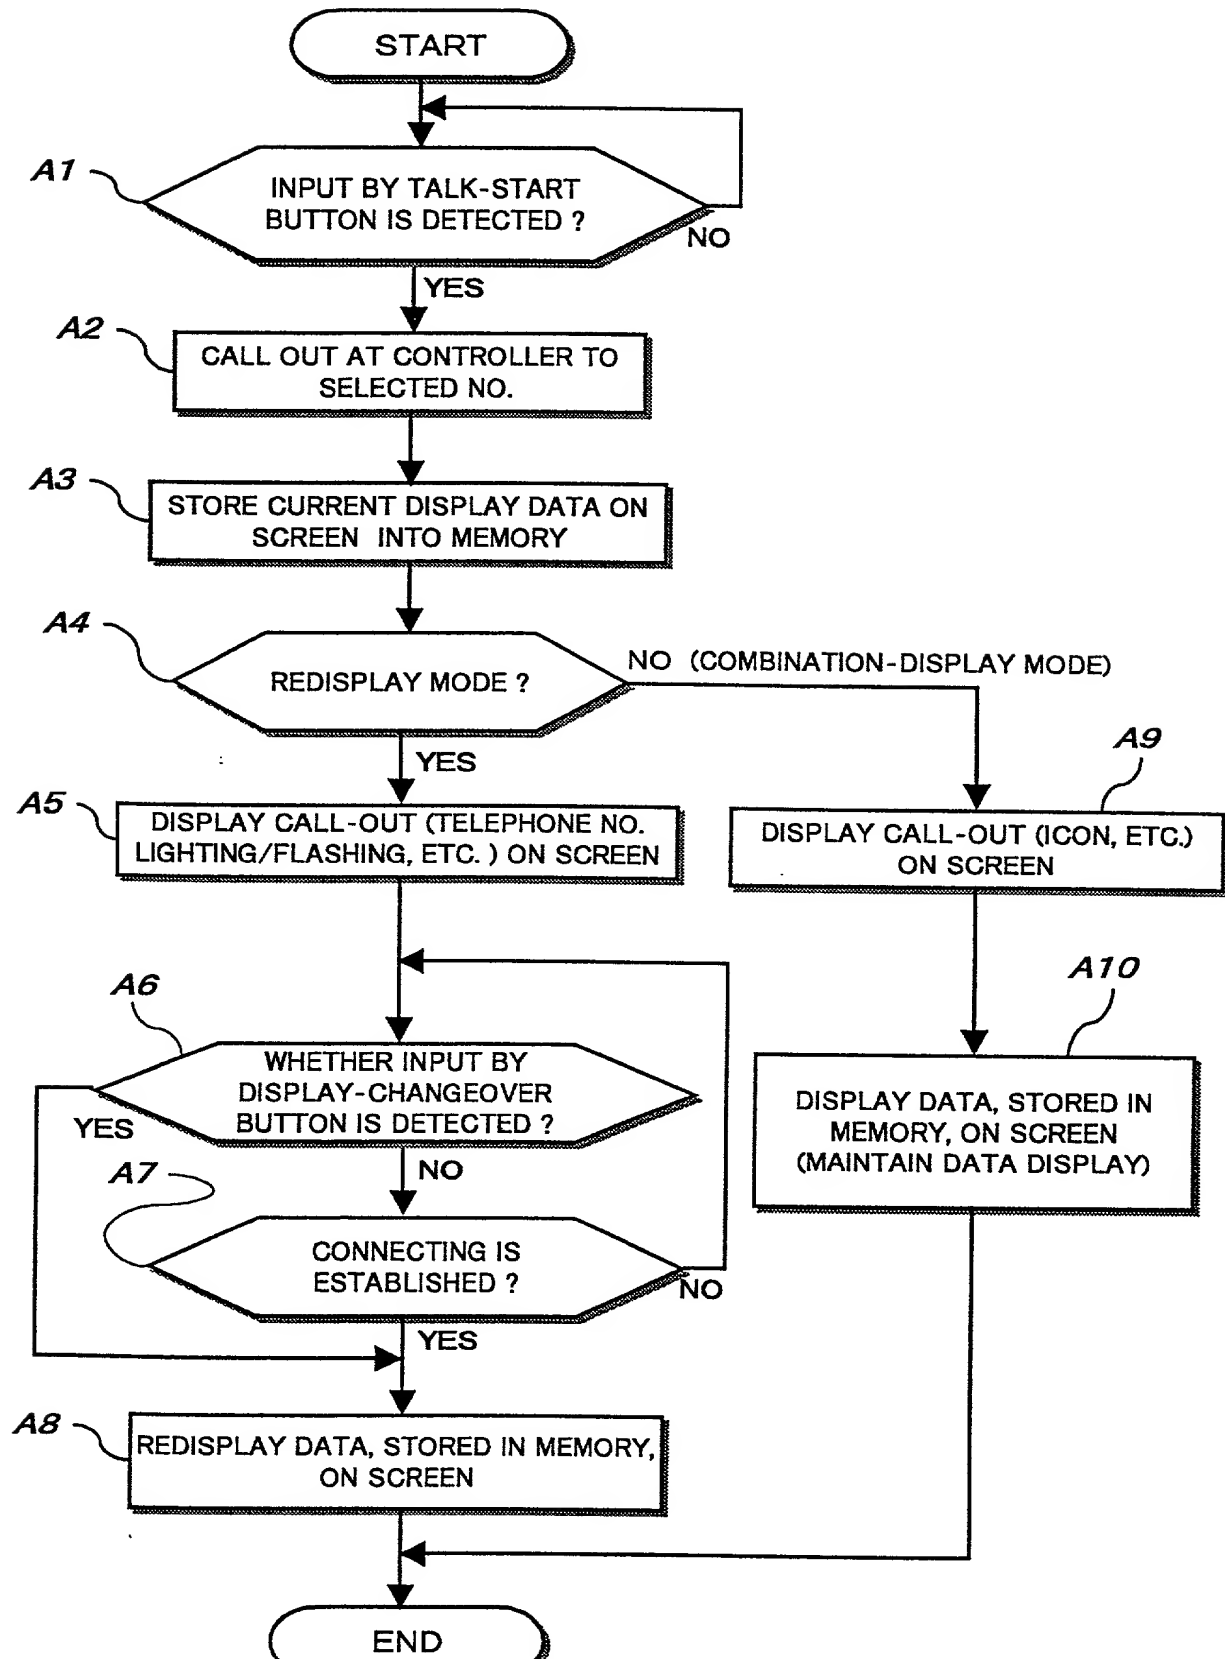 START
A1
INPUT BY TALK-START
BUTTON IS DETECTED ?
NO
YES
A2
CALL OUT AT CONTROLLER TO
SELECTED NO.
A3
STORE CURRENT DISPLAY DATA ON
SCREEN INTO MEMORY
A4
REDISPLAY MODE ?
NO (COMBINATION-DISPLAY MODE)
YES
A5
DISPLAY CALL-OUT (TELEPHONE NO.
LIGHTING/FLASHING, ETC. ) ON SCREEN
A9
DISPLAY CALL-OUT (ICON, ETC.)
ON SCREEN
A6
WHETHER INPUT BY
DISPLAY-CHANGEOVER
BUTTON IS DETECTED ?
YES
NO
A10
DISPLAY DATA, STORED IN
MEMORY, ON SCREEN
(MAINTAIN DATA DISPLAY)
A7
CONNECTING IS
ESTABLISHED ?
NO
YES
A8
REDISPLAY DATA, STORED IN MEMORY,
ON SCREEN
END